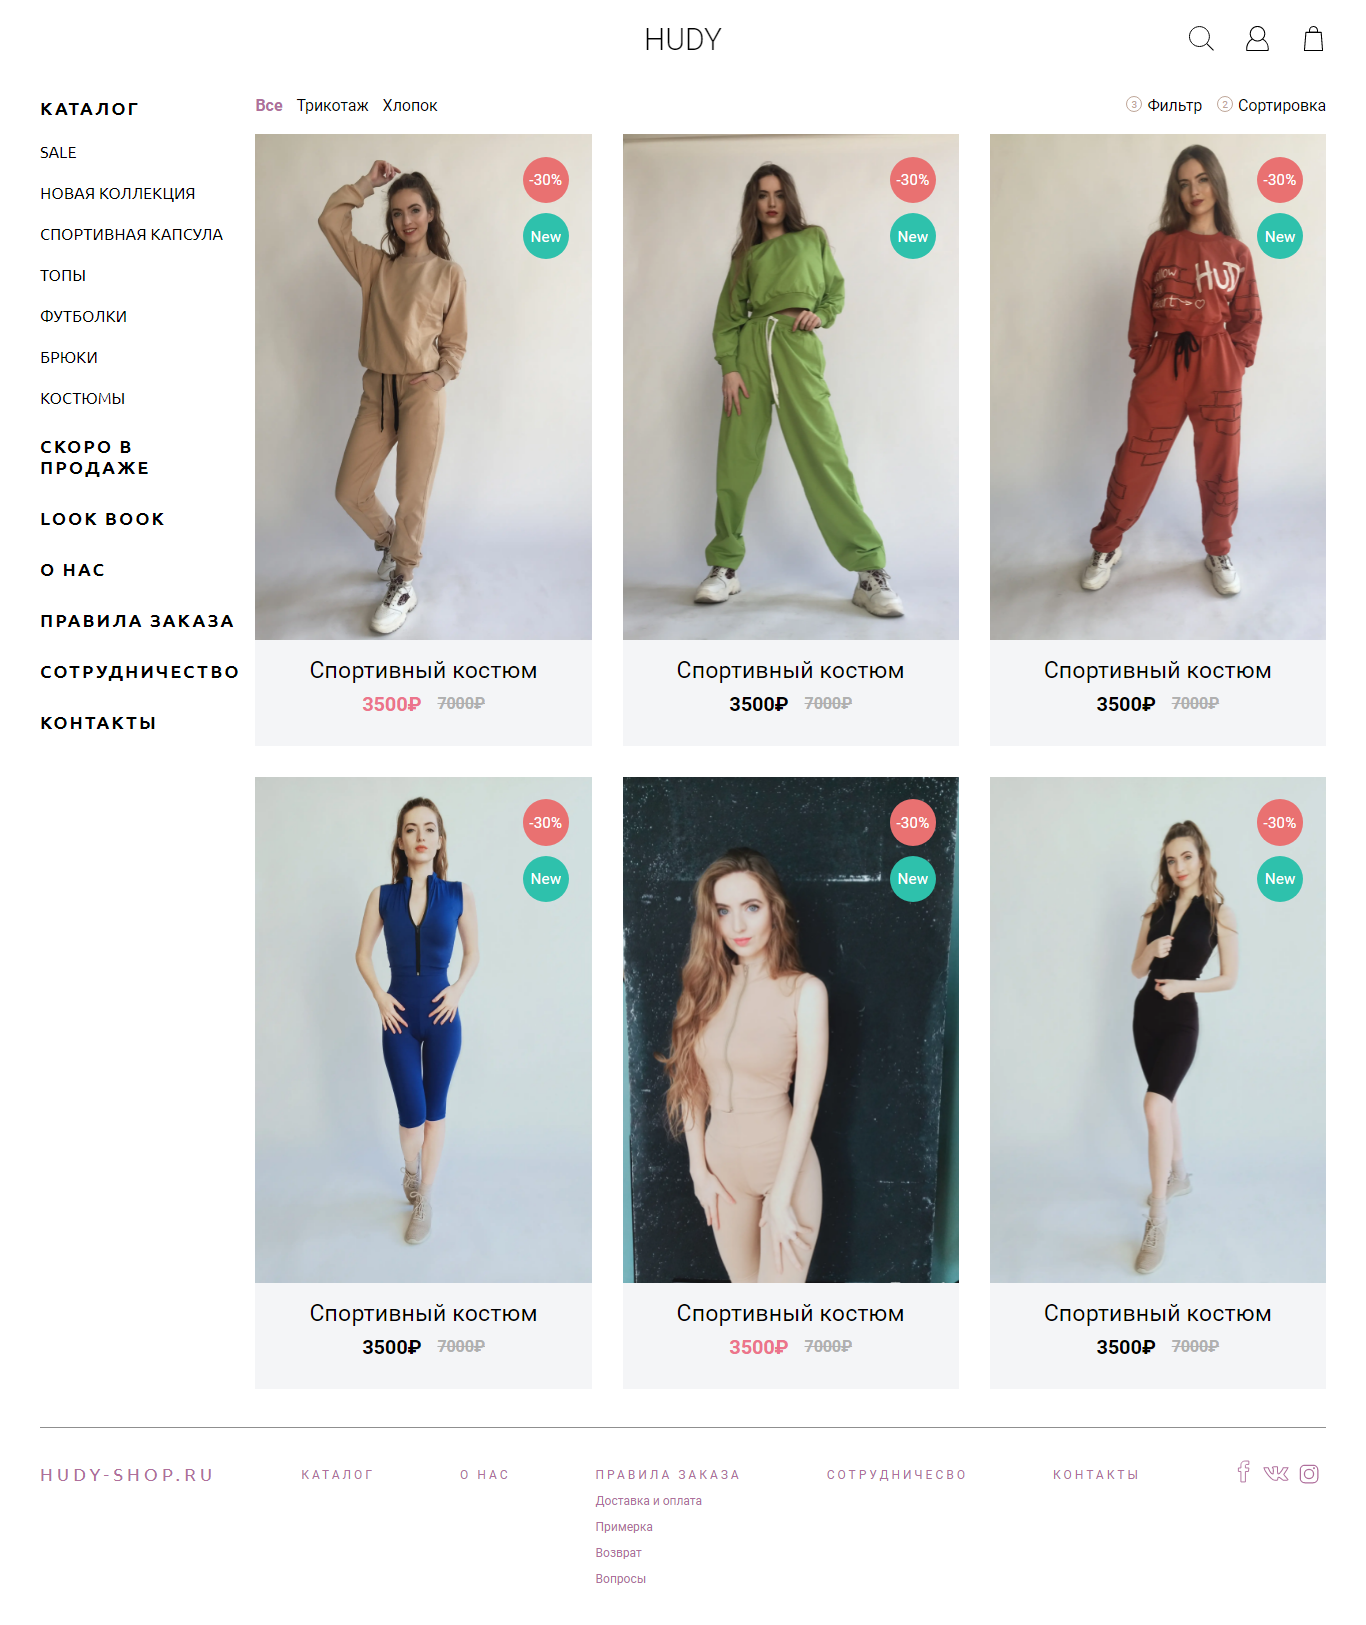 HUDY
КАТАЛОГ
SALE
НОВАЯ КОЛЛЕКЦИЯ
СПОРТИВНАЯ КАПСУЛА
ТОПЫ
ФУТБОЛКИ
БРЮКИ
КОСТЮМЫ
СКОРО В
ПРОДАЖЕ
LOOK BOOK
О НАС
ПРАВИЛА ЗАКАЗА
СОТРУДНИЧЕСТВО
КОНТАКТЫ
Все Трикотаж Хлопок
3 Фильтр 2 Сортировка
-30%
New
Спортивный костюм
3500₽ 7000₽
-30%
New
Спортивный костюм
3500₽ 7000₽
-30%
New
HUD
Спортивный костюм
3500₽ 7000₽
-30%
New
Спортивный костюм
3500₽ 7000₽
-30%
New
Спортивный костюм
3500₽ 7000₽
-30%
New
Спортивный костюм
3500₽ 7000₽
HUDY-SHOP.RU
КАТАЛОГ
О НАС
ПРАВИЛА ЗАКАЗА
Доставка и оплата
Примерка
Возврат
Вопросы
СОТРУДНИЧЕСВО
КОНТАКТЫ